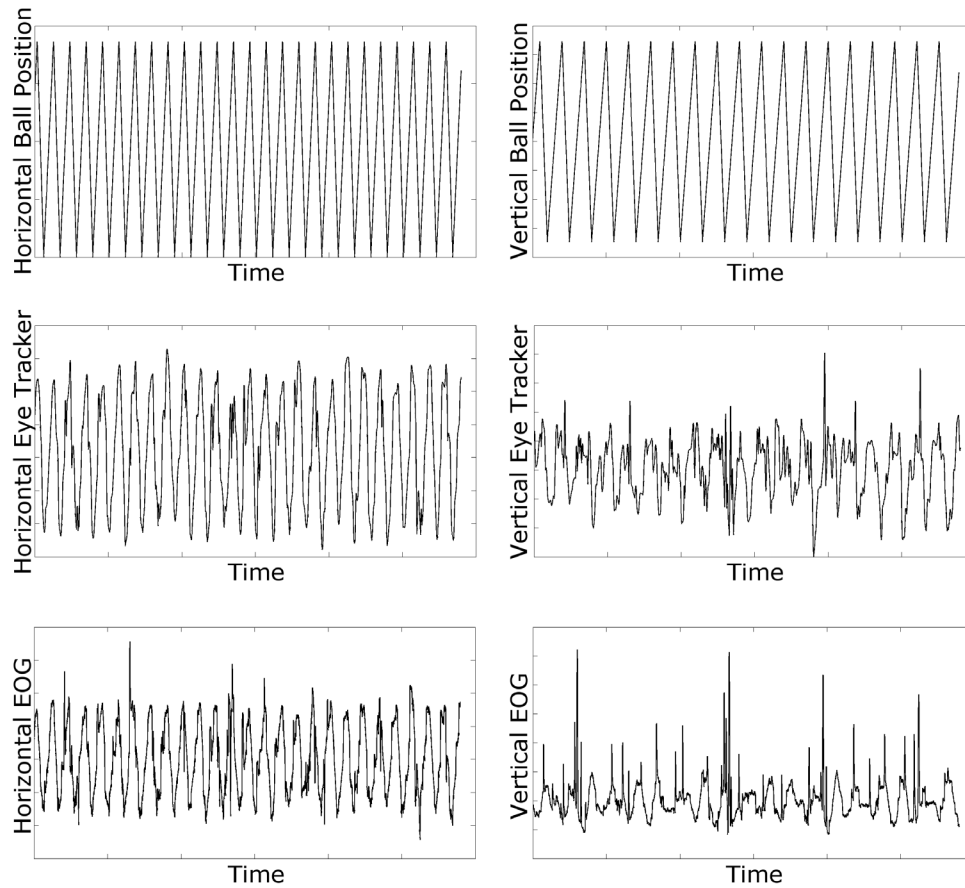 Horizontal Ball Position
Time
Vertical Ball Position
Time
Horizontal Eye Tracker
Time
Vertical Eye Tracker
Time
Horizontal EOG
Time
Vertical EOG
Time